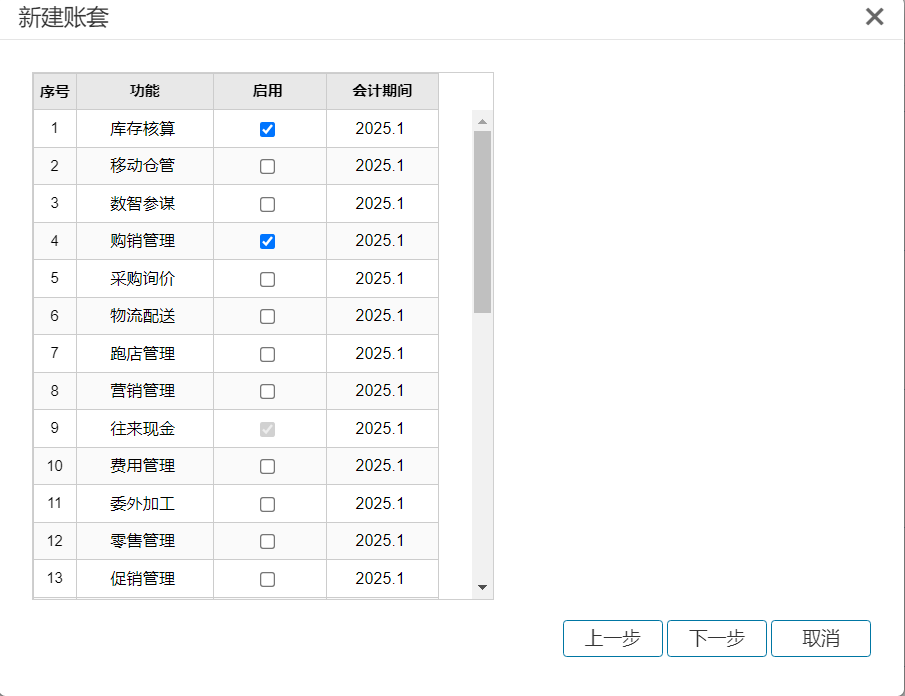 新建账套
序号 功能 启用 会计期间
1 库存核算 2025.1
2 移动仓管 2025.1
3 数智参谋 2025.1
4 购销管理 2025.1
5 采购询价 2025.1
6 物流配送 2025.1
7 跑店管理 2025.1
8 营销管理 2025.1
9 往来现金 2025.1
10 费用管理 2025.1
11 委外加工 2025.1
12 零售管理 2025.1
13 促销管理 2025.1
上一步 下一步 取消